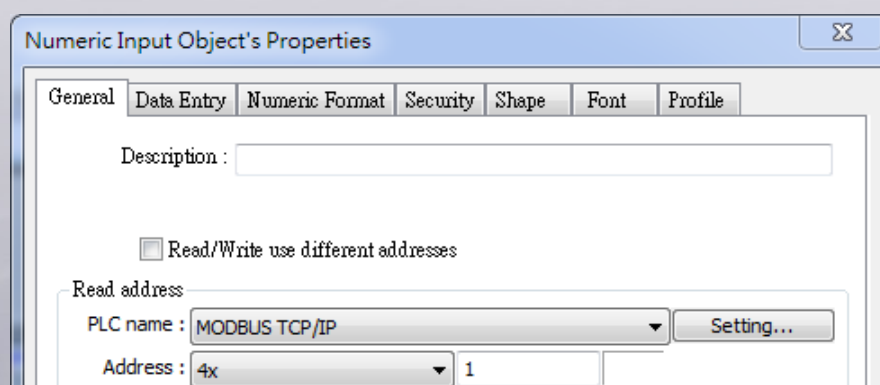 Numeric Input Object's Properties
General Data Entry Numeric Format Security Shape Font Profile
Description :
Read/Write use different addresses
Read address
PLC name : MODBUS TCP/IP Setting...
Address : 4x 1